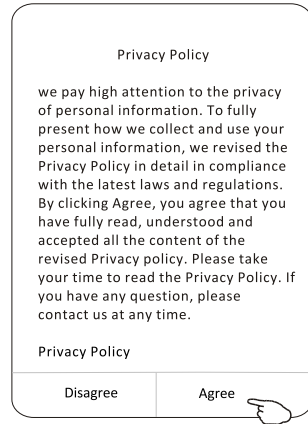 Privacy Policy
we pay high attention to the privacy
of personal information. To fully
present how we collect and use your
personal information, we revised the
Privacy Policy in detail in compliance
with the latest laws and regulations.
By clicking Agree, you agree that you
have fully read, understood and
accepted all the content of the
revised Privacy policy. Please take
your time to read the Privacy Policy. If
you have any question, please
contact us at any time.
Privacy Policy
Disagree
Agree